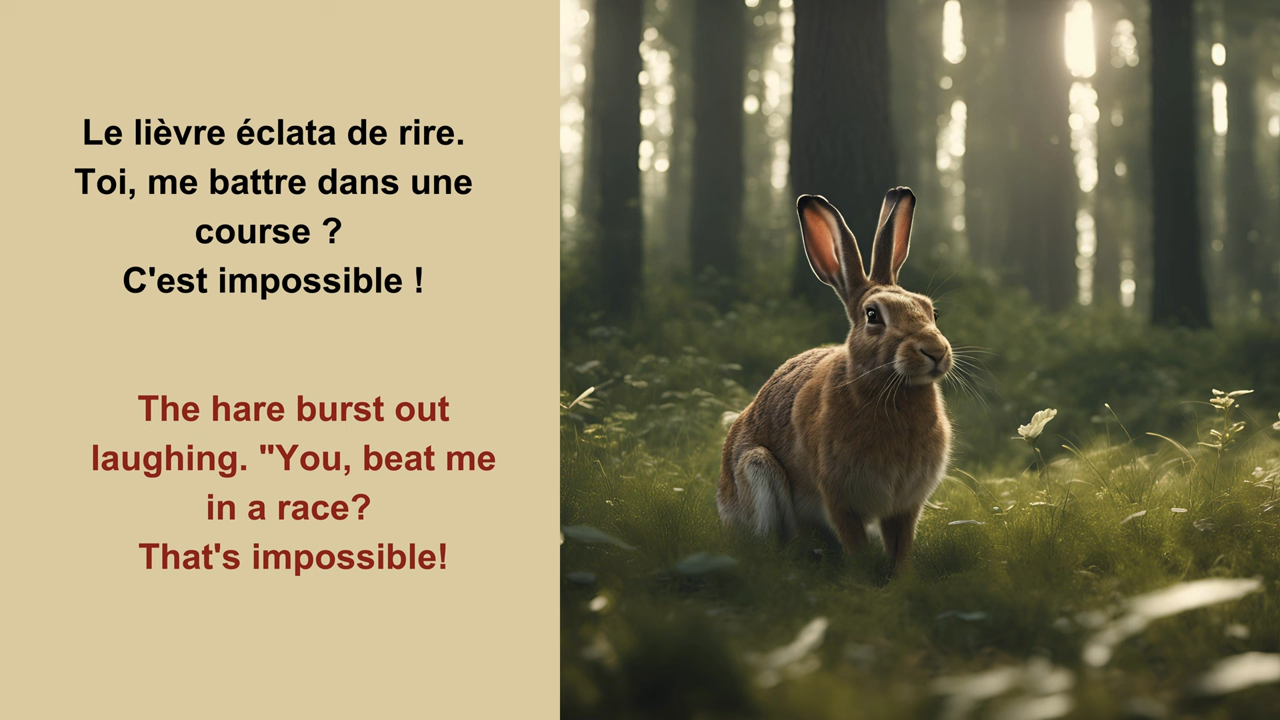 Le lièvre éclata de rire.
Toi, me battre dans une
course ?
C'est impossible !
The hare burst out
laughing. "You, beat me
in a race?
That's impossible!